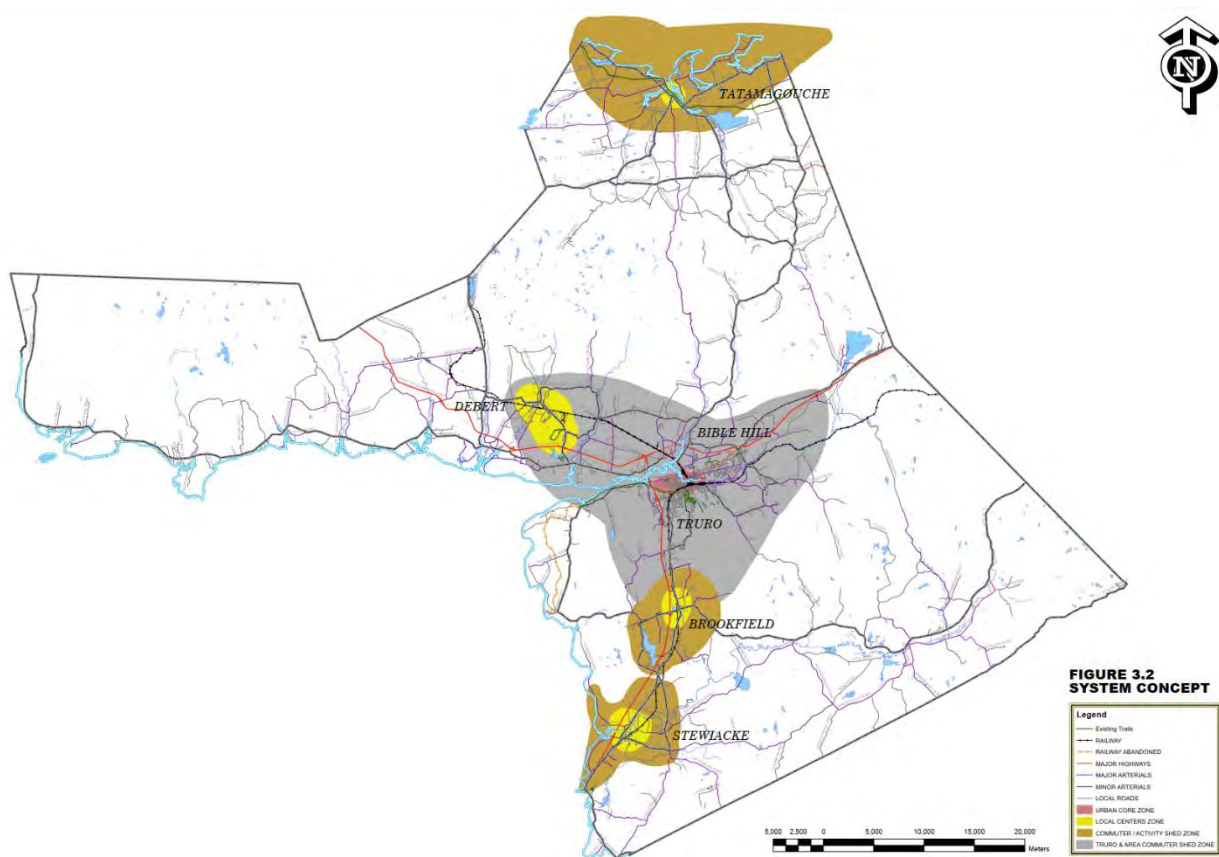 N
TATAMAGOUCHE
DEBERT
BIBLE HILL
TRURO
BROOKFIELD
STEWIACKE
FIGURE 3.2
SYSTEM CONCEPT
Legend
Existing Trails
RAILWAY
RAILWAY ABANDONED
MAJOR HIGHWAYS
MAJOR ARTERIALS
MINOR ARTERIALS
LOCAL ROADS
URBAN CORE ZONE
LOCAL CENTERS ZONE
COMMUTER / ACTIVITY SHED ZONE
TRURO & AREA COMMUTER SHED ZONE
5,000 2,500 0 5,000 10,000 15,000 20,000
Meters